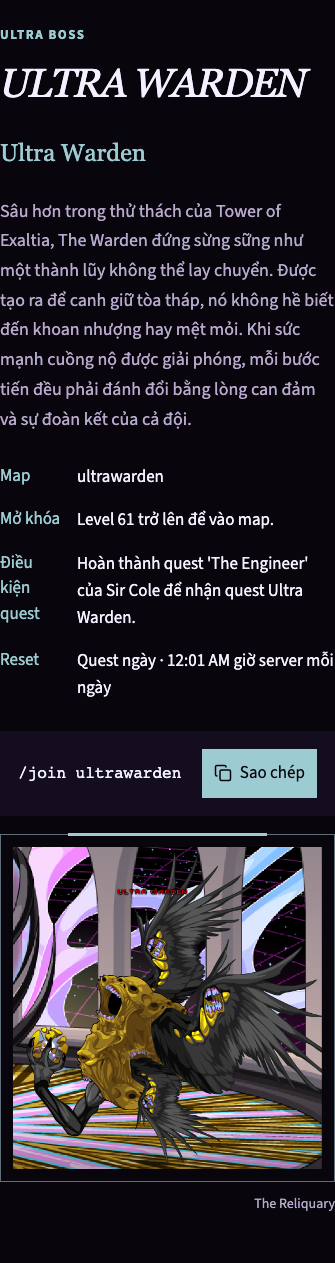 ULTRA BOSS
ULTRA WARDEN
Ultra Warden
Sâu hơn trong thử thách của Tower of
Exaltia, The Warden đứng sừng sững như
một thành lũy không thể lay chuyển. Được
tạo ra để canh giữ tòa tháp, nó không hề biết
đến khoan nhượng hay mệt mỏi. Khi sức
mạnh cuồng nộ được giải phóng, mỗi bước
tiến đều phải đánh đổi bằng lòng can đảm
và sự đoàn kết của cả đội.
Map ultrawarden
Mở khóa Level 61 trở lên để vào map.
Điều kiện quest
Hoàn thành quest 'The Engineer'
của Sir Cole để nhận quest Ultra
Warden.
Reset Quest ngày · 12:01 AM giờ server mỗi
ngày
/join ultrawarden Sao chép
ULTRA WARDEN
The Reliquary